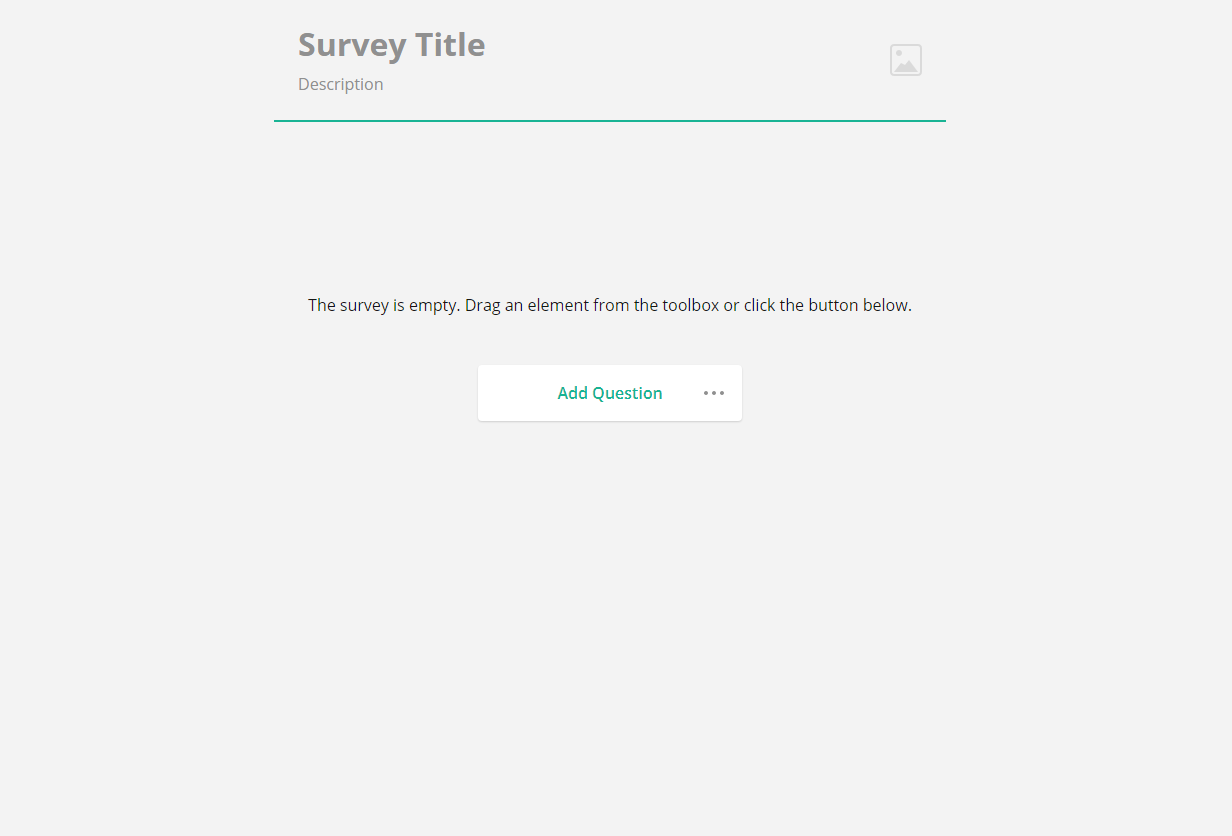 Survey Title
Description
The survey is empty. Drag an element from the toolbox or click the button below.
Add Question